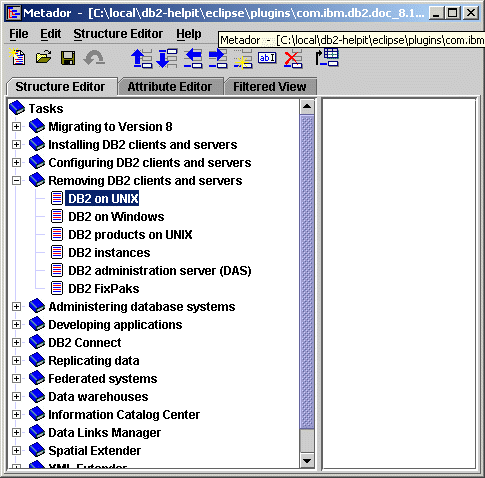 Metador - [C:\local\db2-helpit\eclipse\plugins\com.ibm.db2.doc_8.1...
File Edit Structure Editor Help
Metador - [C:\local\db2-helpit\eclipse\plugins\com.ibm
abI
Structure Editor Attribute Editor Filtered View
Tasks
Migrating to Version 8
Installing DB2 clients and servers
Configuring DB2 clients and servers
Removing DB2 clients and servers
DB2 on UNIX
DB2 on Windows
DB2 products on UNIX
DB2 instances
DB2 administration server (DAS)
DB2 FixPaks
Administering database systems
Developing applications
DB2 Connect
Replicating data
Federated systems
Data warehouses
Information Catalog Center
Data Links Manager
Spatial Extender
XML Extender